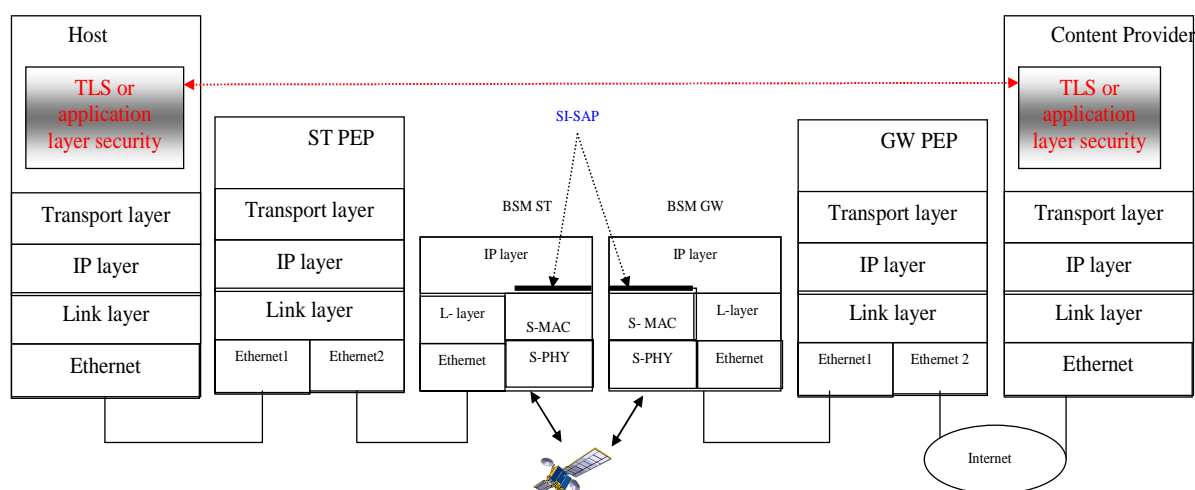 Host
TLS or
application
layer security
Transport layer
IP layer
Link layer
Ethernet
ST PEP
Transport layer
IP layer
Link layer
Ethernet1
Ethernet2
SI-SAP
BSM ST
IP layer
L- layer
S-MAC
Ethernet
S-PHY
BSM GW
IP layer
S- MAC
L-layer
S-PHY
Ethernet
GW PEP
Transport layer
IP layer
Link layer
Ethernet1
Ethernet 2
Content Provider
TLS or
application
layer security
Transport layer
IP layer
Link layer
Ethernet
Internet